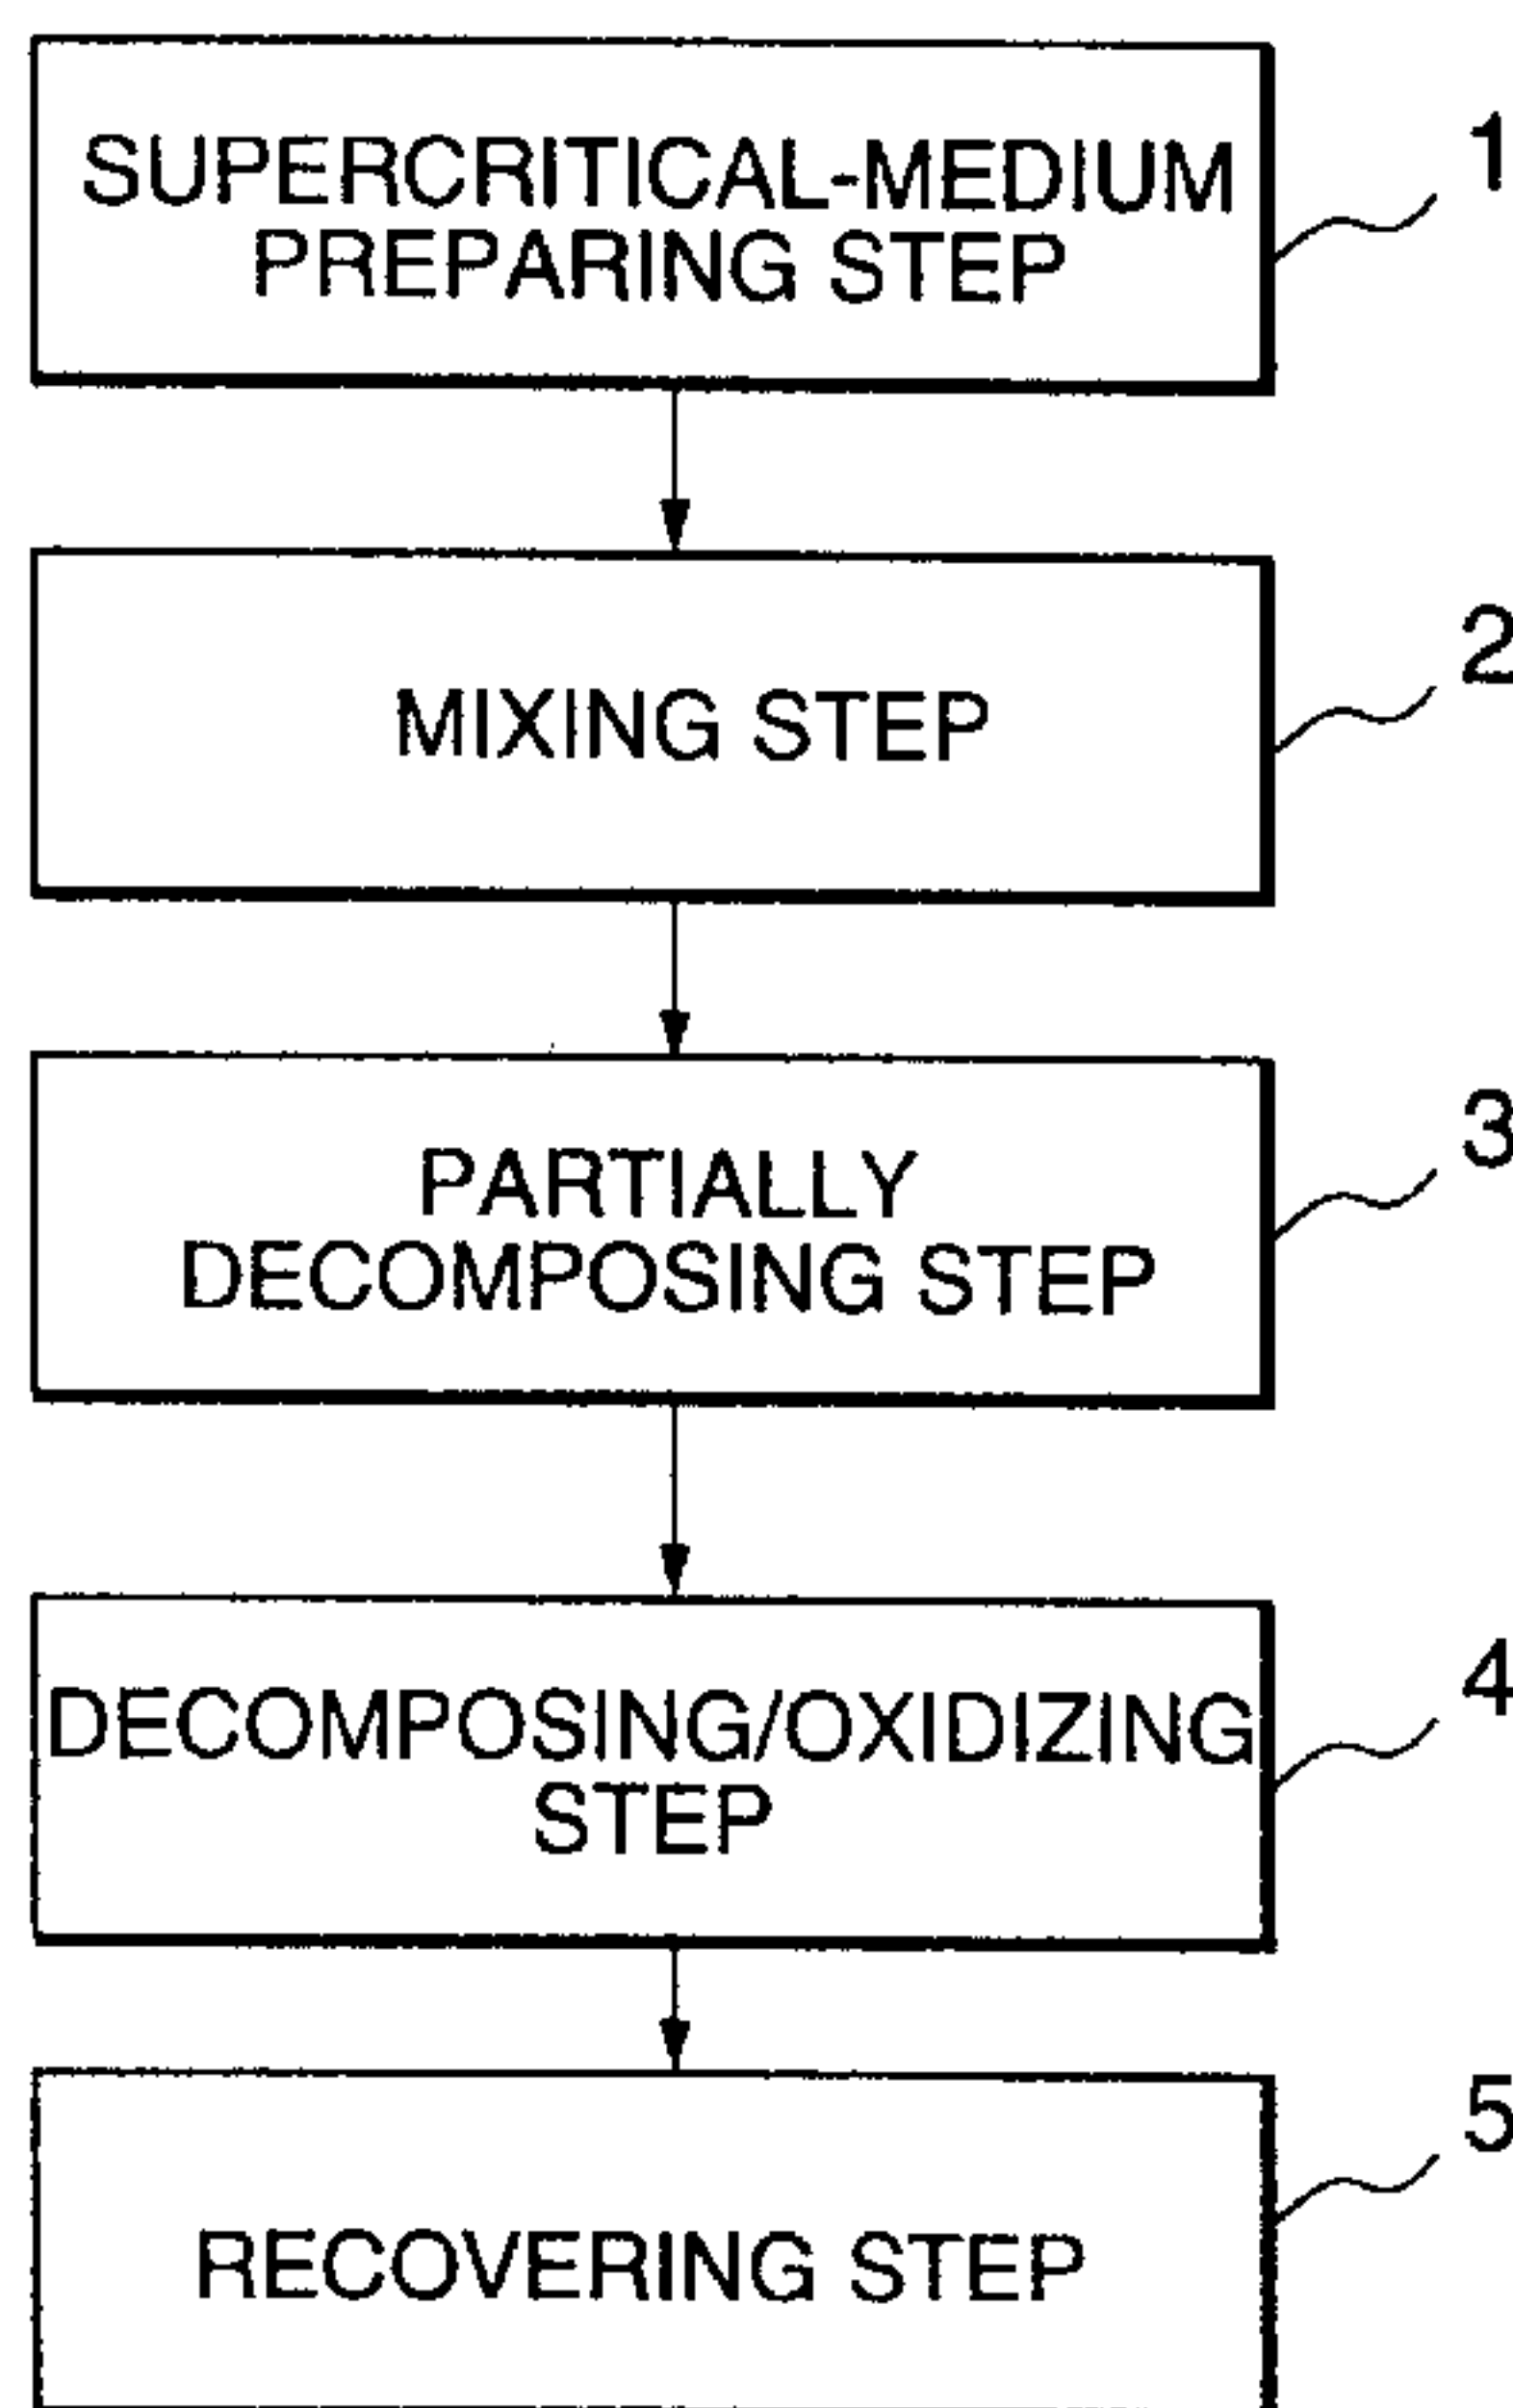 SUPERCRITICAL-MEDIUM
PREPARING STEP
1
MIXING STEP
2
PARTIALLY
DECOMPOSING STEP
3
DECOMPOSING/OXIDIZING
STEP
4
RECOVERING STEP
5